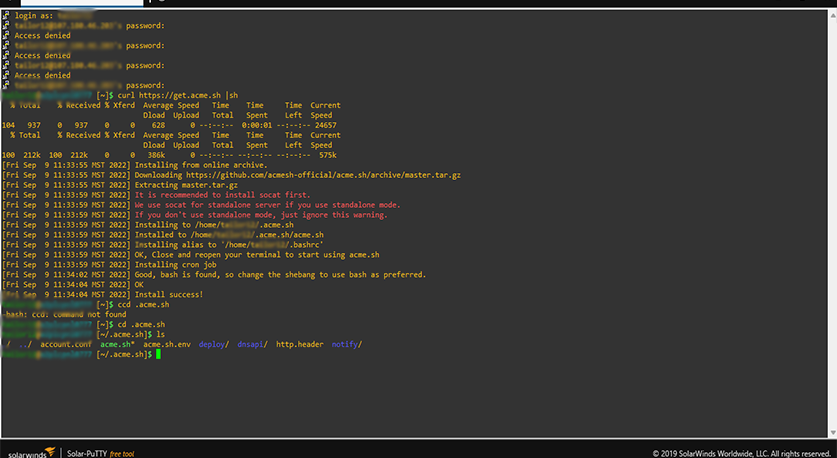 login as:
password:
Access denied
password:
Access denied
password:
Access denied
password:
[~]$ curl https://get.acme.sh |sh
% Total % Received % Xferd Average Speed Time Time Time Current
Dload Upload Total Spent Left Speed
104 937 0 937 0 0 628 0 --:--:-- 0:00:01 --:--:-- 24657
% Total % Received % Xferd Average Speed Time Time Time Current
Dload Upload Total Spent Left Speed
100 212k 100 212k 0 0 386k 0 --:--:-- --:--:-- --:--:-- 575k
[Fri Sep 9 11:33:55 MST 2022] Installing from online archive.
[Fri Sep 9 11:33:55 MST 2022] Downloading https://github.com/acmesh-official/acme.sh/archive/master.tar.gz
[Fri Sep 9 11:33:55 MST 2022] Extracting master.tar.gz
[Fri Sep 9 11:33:59 MST 2022] It is recommended to install socat first.
[Fri Sep 9 11:33:59 MST 2022] We use socat for standalone server if you use standalone mode.
[Fri Sep 9 11:33:59 MST 2022] If you don't use standalone mode, just ignore this warning.
[Fri Sep 9 11:33:59 MST 2022] Installing to /home/ /.acme.sh
[Fri Sep 9 11:33:59 MST 2022] Installed to /home/ /.acme.sh/acme.sh
[Fri Sep 9 11:33:59 MST 2022] Installing alias to '/home/ /.bashrc'
[Fri Sep 9 11:33:59 MST 2022] OK, Close and reopen your terminal to start using acme.sh
[Fri Sep 9 11:33:59 MST 2022] Installing cron job
[Fri Sep 9 11:34:02 MST 2022] Good, bash is found, so change the shebang to use bash as preferred.
[Fri Sep 9 11:34:04 MST 2022] OK
[Fri Sep 9 11:34:04 MST 2022] Install success!
[~]$ ccd .acme.sh
-bash: ccd: command not found
[~]$ cd .acme.sh
[~/.acme.sh]$ ls
/ ../ account.conf acme.sh* acme.sh.env deploy/ dnsapi/ http.header notify/
[~/.acme.sh]$
solarwinds Solar-PuTTY free tool © 2019 SolarWinds Worldwide, LLC. All rights reserved.